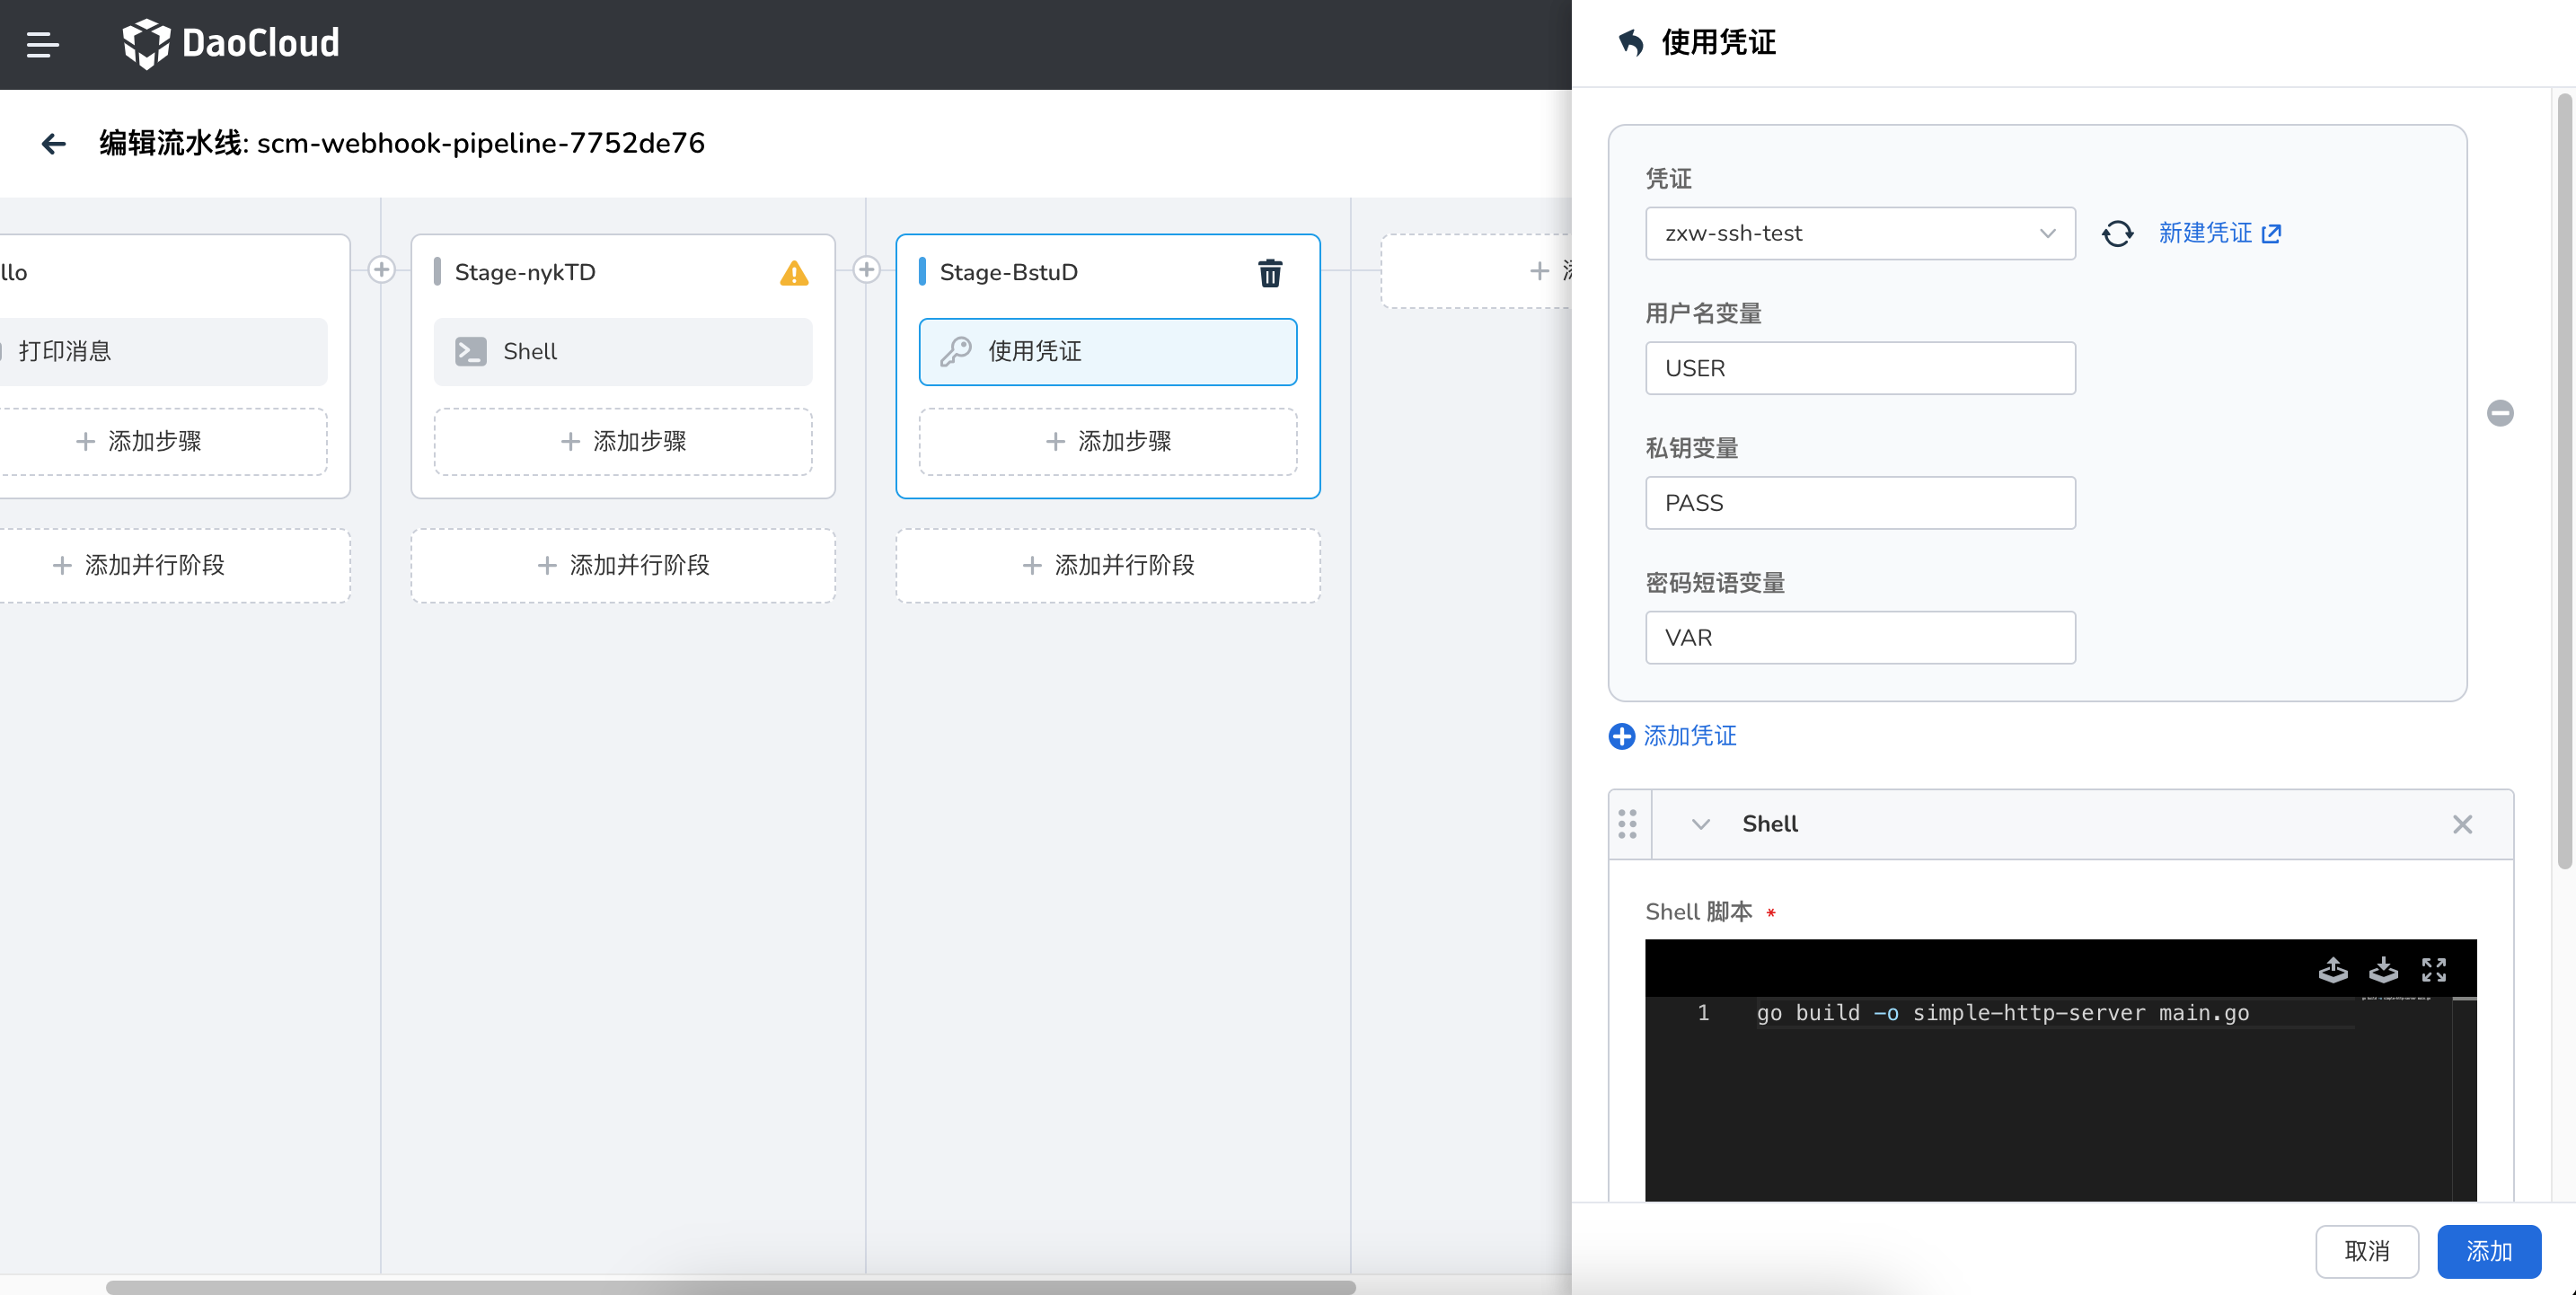 DaoCloud
编辑流水线: scm-webhook-pipeline-7752de76
llo
打印消息
添加步骤
添加并行阶段
Stage-nykTD
Shell
添加步骤
添加并行阶段
Stage-BstuD
使用凭证
添加步骤
添加并行阶段
使用凭证
凭证
zxw-ssh-test
新建凭证
用户名变量
USER
私钥变量
PASS
密码短语变量
VAR
添加凭证
Shell
Shell 脚本 *
1 go build -o simple-http-server main.go
取消
添加